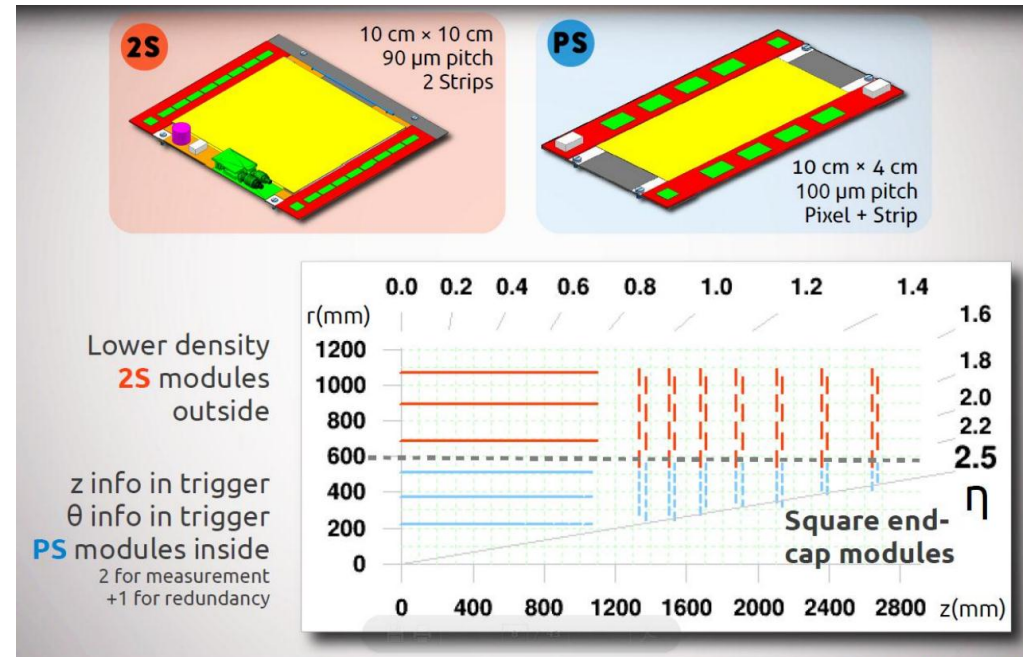 2S
10 cm × 10 cm
90 μm pitch
2 Strips
PS
10 cm × 4 cm
100 μm pitch
Pixel + Strip
Lower density
2S modules
outside
z info in trigger
θ info in trigger
PS modules inside
2 for measurement
+1 for redundancy
0.0 0.2 0.4 0.6 0.8 1.0 1.2 1.4
1.6
1.8
2.0
2.2
2.5
η
r(mm)
1200
1000
800
600
400
200
0
Square end-
cap modules
0 400 800 1200 1600 2000 2400 2800 z(mm)